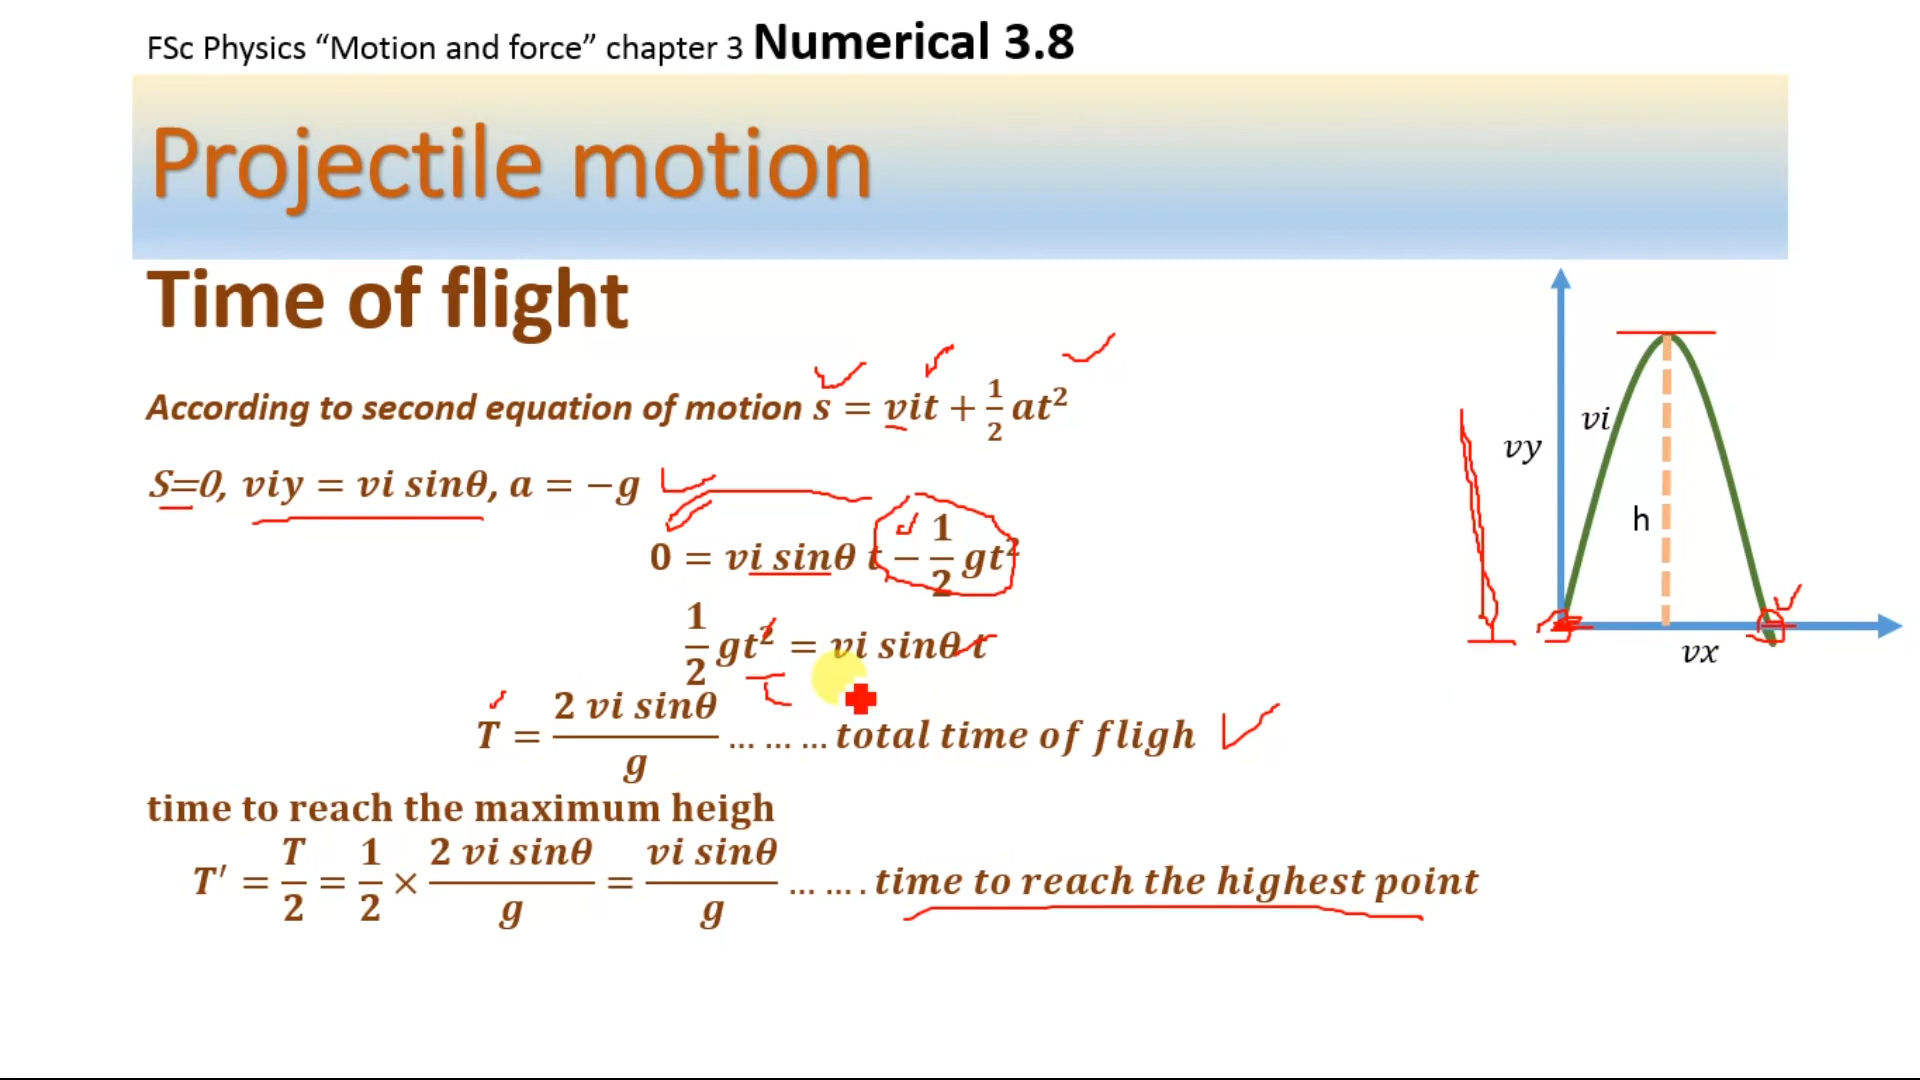 FSc Physics “Motion and force” chapter 3 Numerical 3.8
Projectile motion
Time of flight
According to second equation of motion s = vit + 1/2 at²
S=0, viy = vi sinθ, a = −g
0 = vi sinθ t − 1/2 gt²
1/2 gt² = vi sinθ t
T = 2 vi sinθ / g ... ... ... total time of fligh
time to reach the maximum heigh
T′ = T/2 = 1/2 × 2 vi sinθ / g = vi sinθ / g ... ... . time to reach the highest point
vi
vy
h
vx